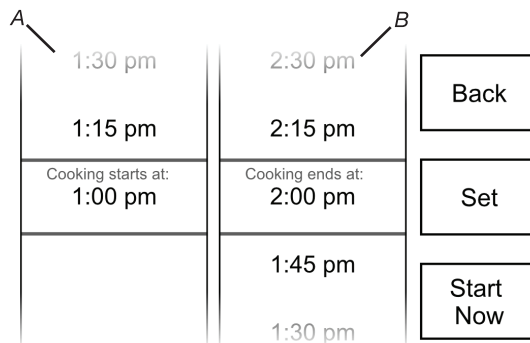 A
B
1:30 pm
2:30 pm
1:15 pm
2:15 pm
Cooking starts at:
1:00 pm
Cooking ends at:
2:00 pm
1:45 pm
1:30 pm
Back
Set
Start
Now